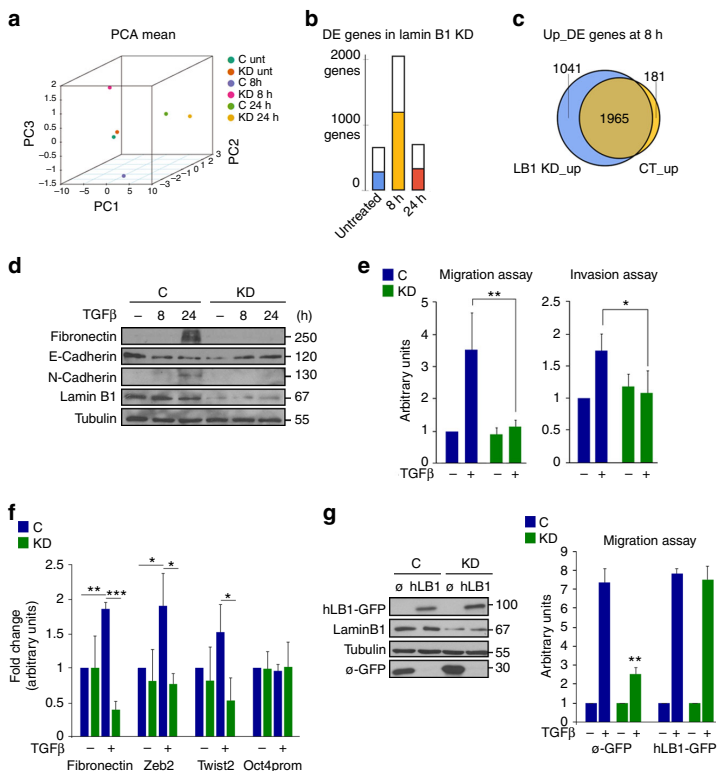 a
PCA mean
C unt
KD unt
C 8h
KD 8 h
C 24 h
KD 24 h
2
1.5
1
0.5
0
−0.5
−1
−1.5
PC3
−10
−5
0
5
10
PC1
−3
−2
−1
0
1
2
3
PC2
b
DE genes in lamin B1 KD
2000
genes
1000
genes
0
Untreated
8 h
24 h
c
Up_DE genes at 8 h
1041
181
1965
LB1 KD_up
CT_up
d
C KD
TGFβ – 8 24 – 8 24 (h)
Fibronectin 250
E-Cadherin 120
N-Cadherin 130
Lamin B1 67
Tubulin 55
e
C
KD
Migration assay
Arbitrary units
5
4
3
2
1
0
**
TGFβ – + – +
Invasion assay
2.5
2
1.5
1
0.5
0
*
– + – +
f
C
KD
Fold change
(arbitrary units)
2.5
2
1.5
1
0.5
0
** *** * * *
TGFβ – + – + – + – +
Fibronectin Zeb2 Twist2 Oct4prom
g
C KD
ø hLB1 ø hLB1
hLB1-GFP 100
LaminB1 67
Tubulin 55
ø-GFP 30
C
KD
Migration assay
Arbitrary units
9
8
7
6
5
4
3
2
1
0
**
TGFβ – + – + – + – +
ø-GFP hLB1-GFP